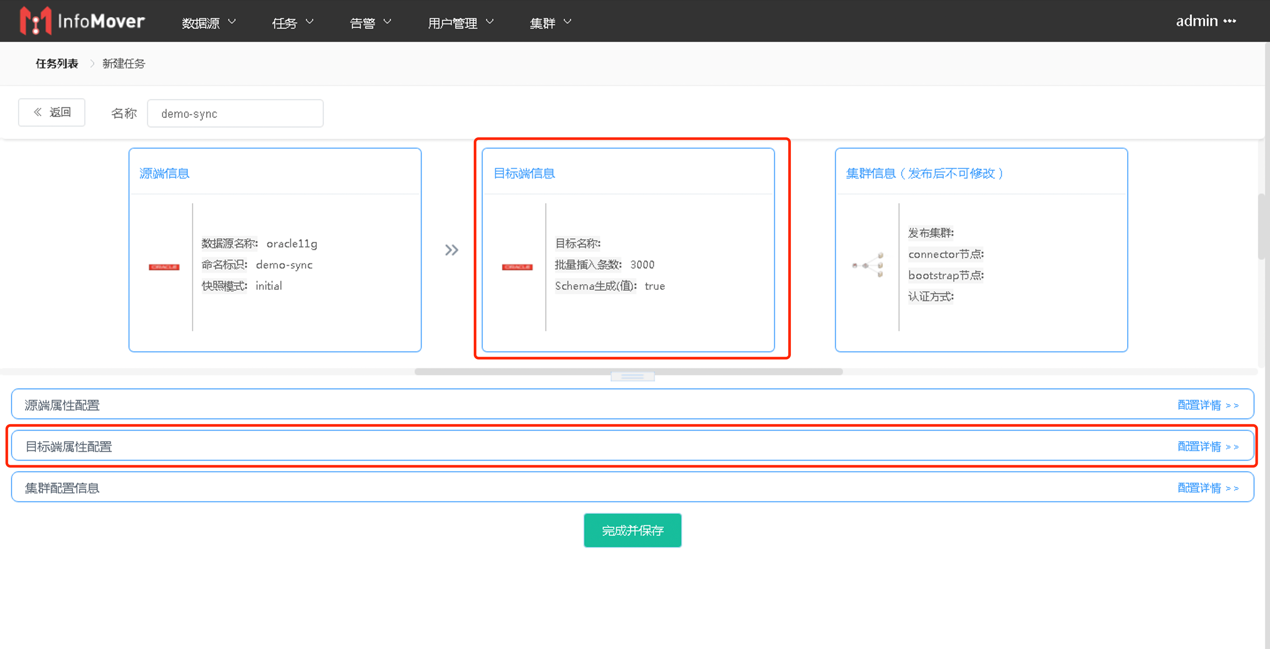 InfoMover 数据源 任务 告警 用户管理 集群 admin •••
任务列表 > 新建任务
« 返回 名称 demo-sync
源端信息
ORACLE
数据源名称: oracle11g
命名标识: demo-sync
快照模式: initial
»
目标端信息
ORACLE
目标名称:
批量插入条数: 3000
Schema生成(值): true
集群信息(发布后不可修改)
发布集群:
connector节点:
bootstrap节点:
认证方式:
源端属性配置 配置详情 >>
目标端属性配置 配置详情 >>
集群配置信息 配置详情 >>
完成并保存